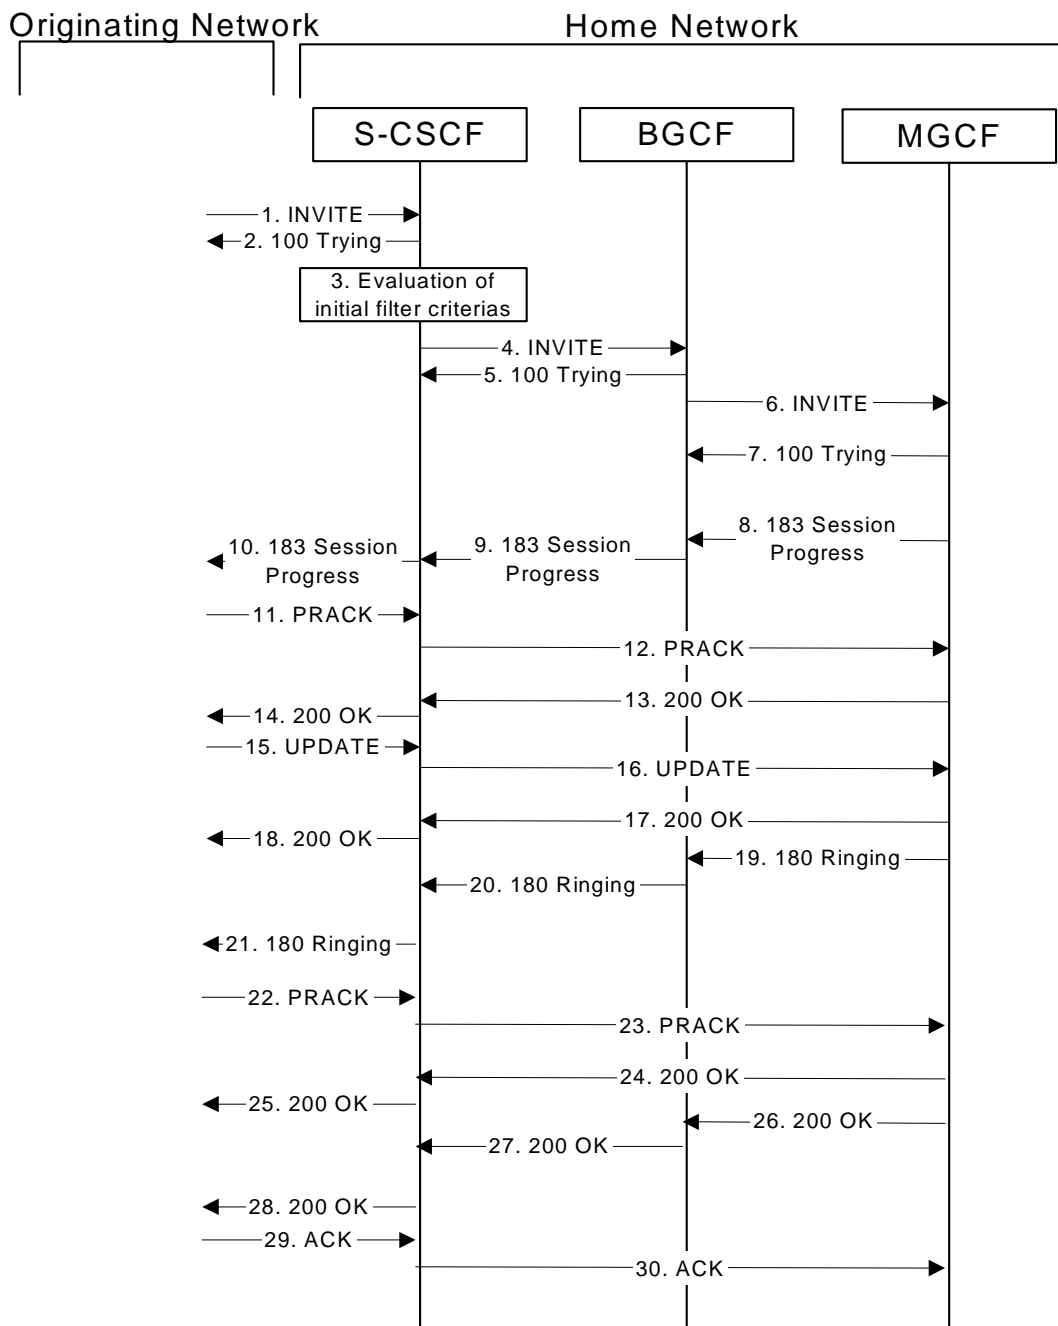 Originating Network
Home Network
S-CSCF
BGCF
MGCF
1. INVITE
2. 100 Trying
3. Evaluation of
initial filter criterias
4. INVITE
5. 100 Trying
6. INVITE
7. 100 Trying
8. 183 Session
Progress
9. 183 Session
Progress
10. 183 Session
Progress
11. PRACK
12. PRACK
13. 200 OK
14. 200 OK
15. UPDATE
16. UPDATE
17. 200 OK
18. 200 OK
19. 180 Ringing
20. 180 Ringing
21. 180 Ringing
22. PRACK
23. PRACK
24. 200 OK
25. 200 OK
26. 200 OK
27. 200 OK
28. 200 OK
29. ACK
30. ACK